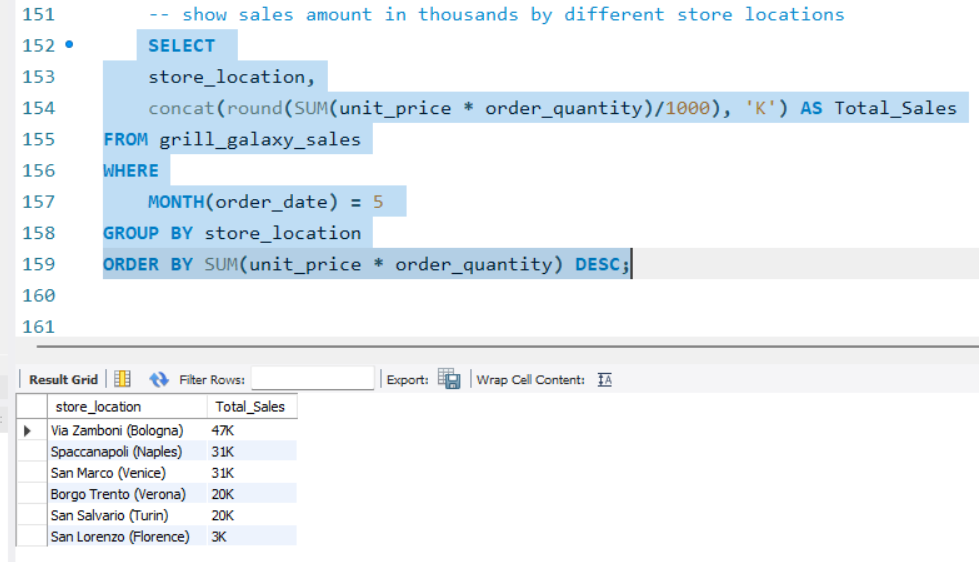 151 -- show sales amount in thousands by different store locations
152 SELECT
153 store_location,
154 concat(round(SUM(unit_price * order_quantity)/1000), 'K') AS Total_Sales
155 FROM grill_galaxy_sales
156 WHERE
157 MONTH(order_date) = 5
158 GROUP BY store_location
159 ORDER BY SUM(unit_price * order_quantity) DESC;
160
161
Result Grid Filter Rows: Export: Wrap Cell Content: IA
store_location Total_Sales
Via Zamboni (Bologna) 47K
Spaccanapoli (Naples) 31K
San Marco (Venice) 31K
Borgo Trento (Verona) 20K
San Salvario (Turin) 20K
San Lorenzo (Florence) 3K